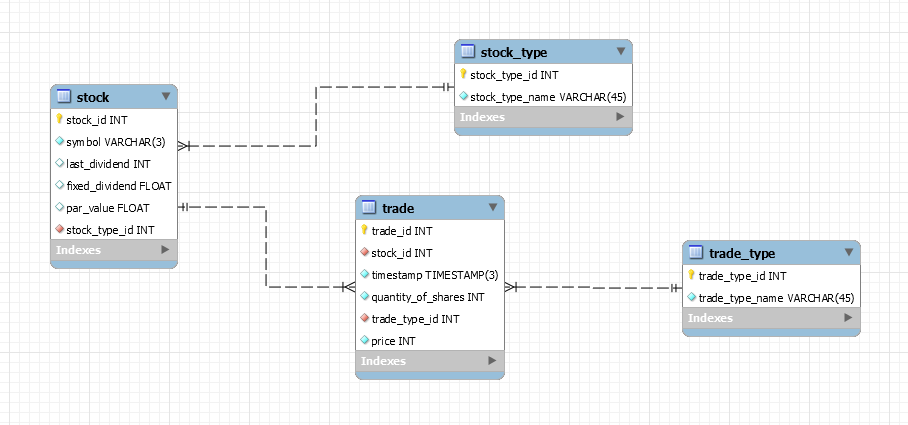 stock_type
stock_type_id INT
stock_type_name VARCHAR(45)
Indexes
stock
stock_id INT
symbol VARCHAR(3)
last_dividend INT
fixed_dividend FLOAT
par_value FLOAT
stock_type_id INT
Indexes
trade
trade_id INT
stock_id INT
timestamp TIMESTAMP(3)
quantity_of_shares INT
trade_type_id INT
price INT
Indexes
trade_type
trade_type_id INT
trade_type_name VARCHAR(45)
Indexes